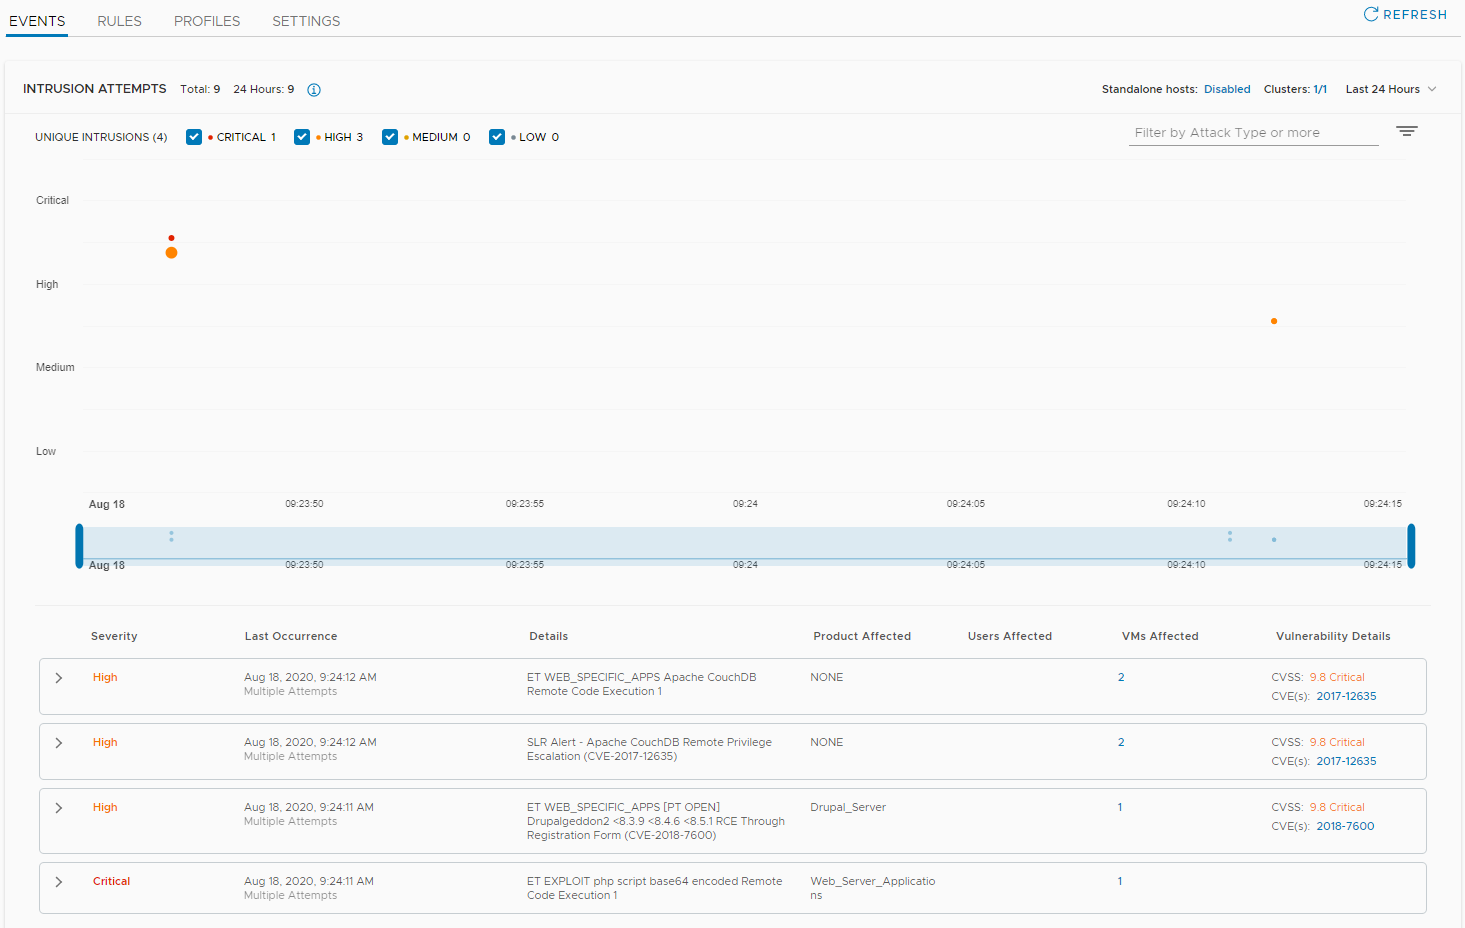 EVENTS RULES PROFILES SETTINGS REFRESH
INTRUSION ATTEMPTS Total: 9 24 Hours: 9 Standalone hosts: Disabled Clusters: 1/1 Last 24 Hours
UNIQUE INTRUSIONS (4) CRITICAL 1 HIGH 3 MEDIUM 0 LOW 0 Filter by Attack Type or more
Critical
High
Medium
Low
Aug 18 09:23:50 09:23:55 09:24 09:24:05 09:24:10 09:24:15
Aug 18 09:23:50 09:23:55 09:24 09:24:05 09:24:10 09:24:15
Severity Last Occurrence Details Product Affected Users Affected VMs Affected Vulnerability Details
High Aug 18, 2020, 9:24:12 AM ET WEB_SPECIFIC_APPS Apache CouchDB NONE 2 CVSS: 9.8 Critical
Multiple Attempts Remote Code Execution 1 CVE(s): 2017-12635
High Aug 18, 2020, 9:24:12 AM SLR Alert - Apache CouchDB Remote Privilege NONE 2 CVSS: 9.8 Critical
Multiple Attempts Escalation (CVE-2017-12635) CVE(s): 2017-12635
High Aug 18, 2020, 9:24:11 AM ET WEB_SPECIFIC_APPS [PT OPEN] Drupal_Server 1 CVSS: 9.8 Critical
Multiple Attempts Drupalgeddon2 <8.3.9 <8.4.6 <8.5.1 RCE Through CVE(s): 2018-7600
Registration Form (CVE-2018-7600)
Critical Aug 18, 2020, 9:24:11 AM ET EXPLOIT php script base64 encoded Remote Web_Server_Applicatio 1
Multiple Attempts Code Execution 1 ns